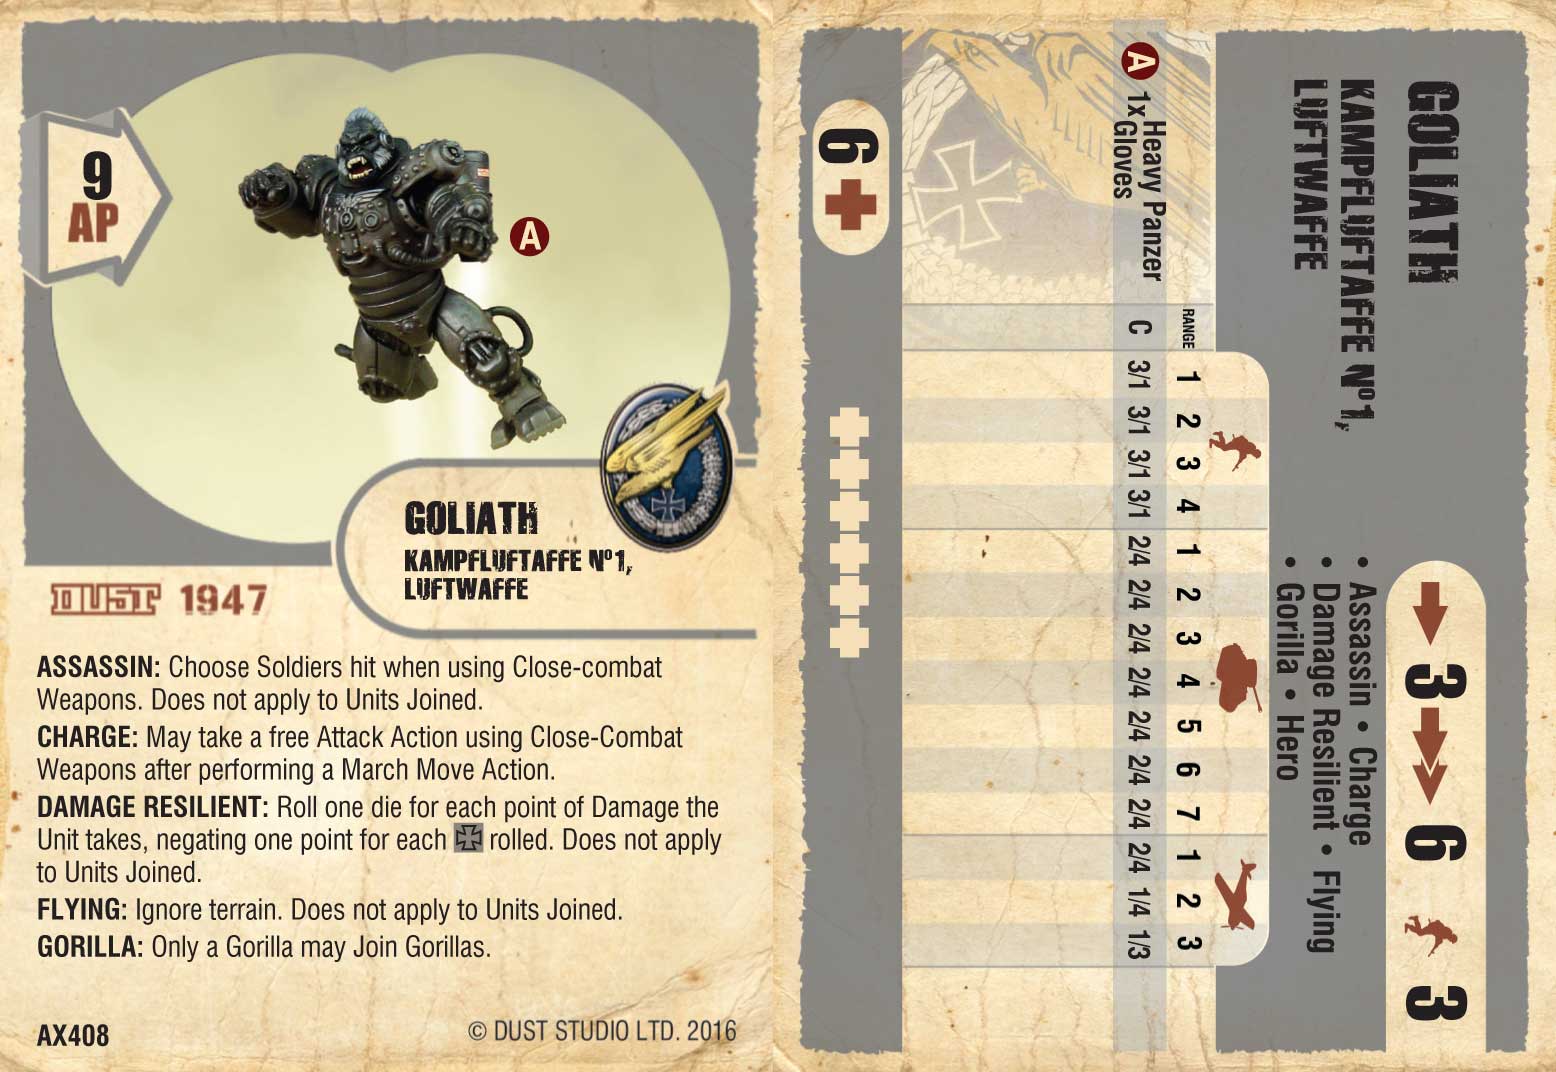 9
AP
A
GOLIATH
KAMPFLUFTAFFE Nº1,
LUFTWAFFE
DUST 1947
ASSASSIN: Choose Soldiers hit when using Close-combat
Weapons. Does not apply to Units Joined.
CHARGE: May take a free Attack Action using Close-Combat
Weapons after performing a March Move Action.
DAMAGE RESILIENT: Roll one die for each point of Damage the
Unit takes, negating one point for each rolled. Does not apply
to Units Joined.
FLYING: Ignore terrain. Does not apply to Units Joined.
GORILLA: Only a Gorilla may Join Gorillas.
AX408
© DUST STUDIO LTD. 2016
GOLIATH
KAMPFLUFTAFFE Nº1,
LUFTWAFFE
3 6 3
• Assassin • Charge
• Damage Resilient • Flying
• Gorilla • Hero
RANGE 1 2 3 4 1 2 3 4 5 6 7 1 2 3
A 1x Heavy Panzer
Gloves
C 3/1 3/1 3/1 3/1 2/4 2/4 2/4 2/4 2/4 2/4 2/4 2/4 1/4 1/3
6